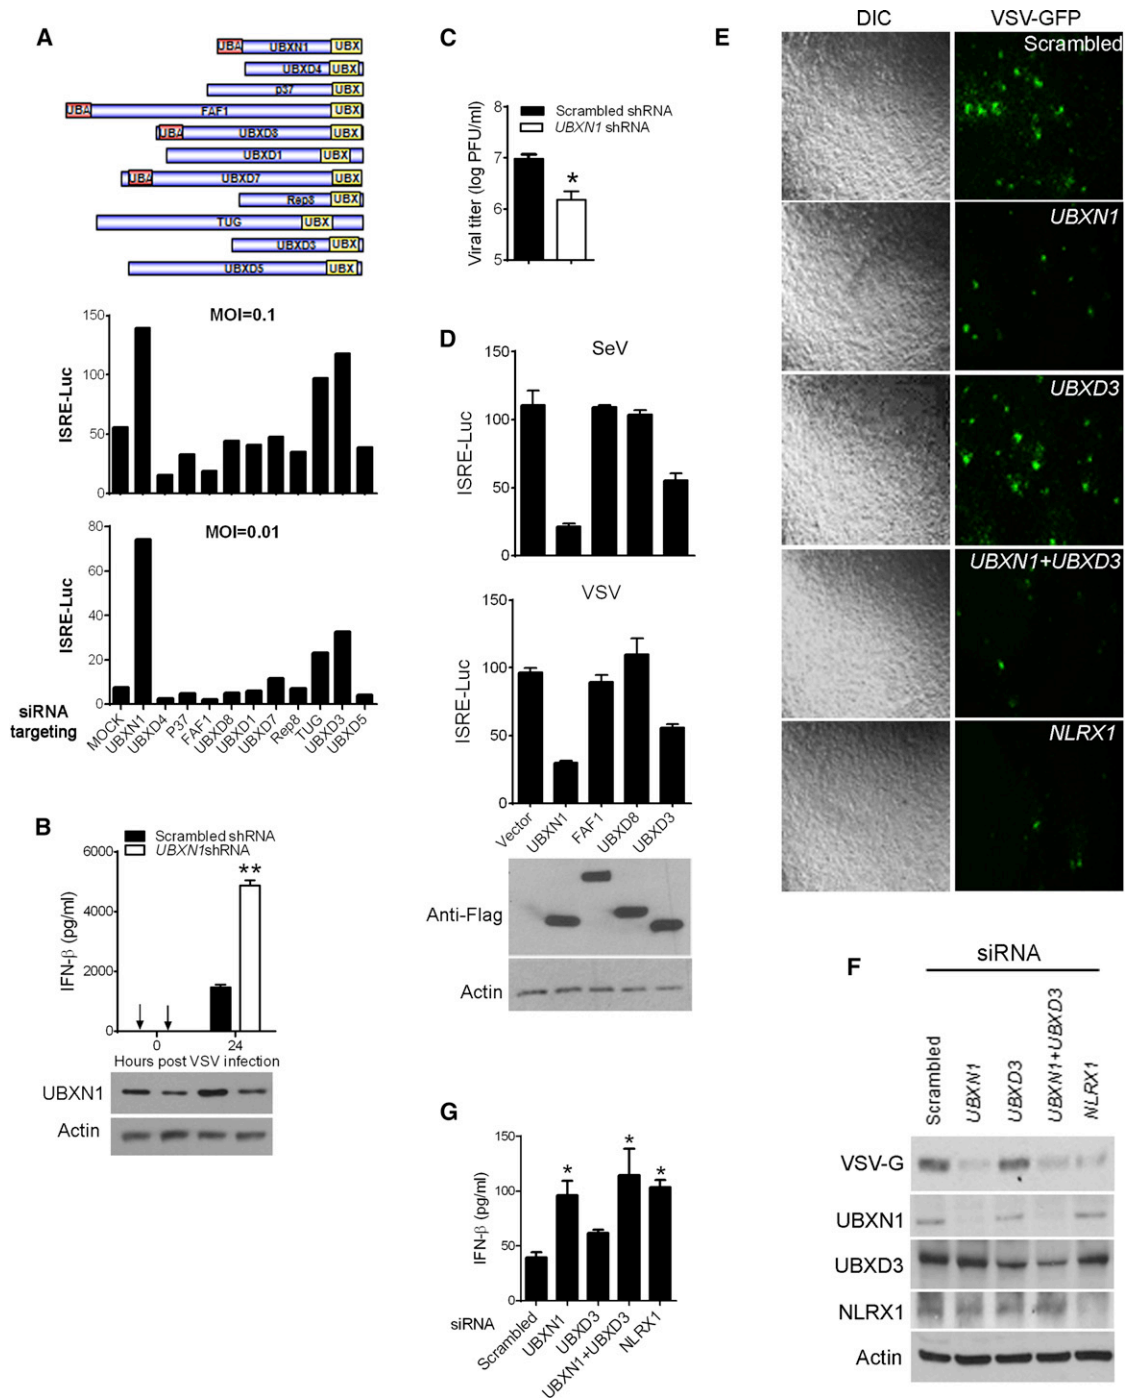 A
UBA UBXN1 UBX
UBXD4 UBX
p37 UBX
UBA FAF1 UBX
UBA UBXD8 UBX
UBXD1 UBX
UBA UBXD7 UBX
Rep8 UBX
TUG UBX
UBXD3 UBX
UBXD5 UBX
MOI=0.1
ISRE-Luc
150
100
50
0
MOI=0.01
ISRE-Luc
80
60
40
20
0
siRNA targeting
MOCK
UBXN1
UBXD4
P37
FAF1
UBXD8
UBXD1
UBXD7
Rep8
TUG
UBXD3
UBXD5
B
Scrambled shRNA
UBXN1shRNA
IFN-β (pg/ml)
6000
4000
2000
0
**
0 24
Hours post VSV infection
UBXN1
Actin
C
Scrambled shRNA
UBXN1 shRNA
Viral titer (log PFU/ml)
8
7
6
5
*
D
SeV
ISRE-Luc
150
100
50
0
VSV
ISRE-Luc
150
100
50
0
Vector
UBXN1
FAF1
UBXD8
UBXD3
Anti-Flag
Actin
E
DIC VSV-GFP
Scrambled
UBXN1
UBXD3
UBXN1+UBXD3
NLRX1
F
siRNA
Scrambled
UBXN1
UBXD3
UBXN1+UBXD3
NLRX1
VSV-G
UBXN1
UBXD3
NLRX1
Actin
G
IFN-β (pg/ml)
150
100
50
0
* * *
siRNA
Scrambled
UBXN1
UBXD3
UBXN1+UBXD3
NLRX1